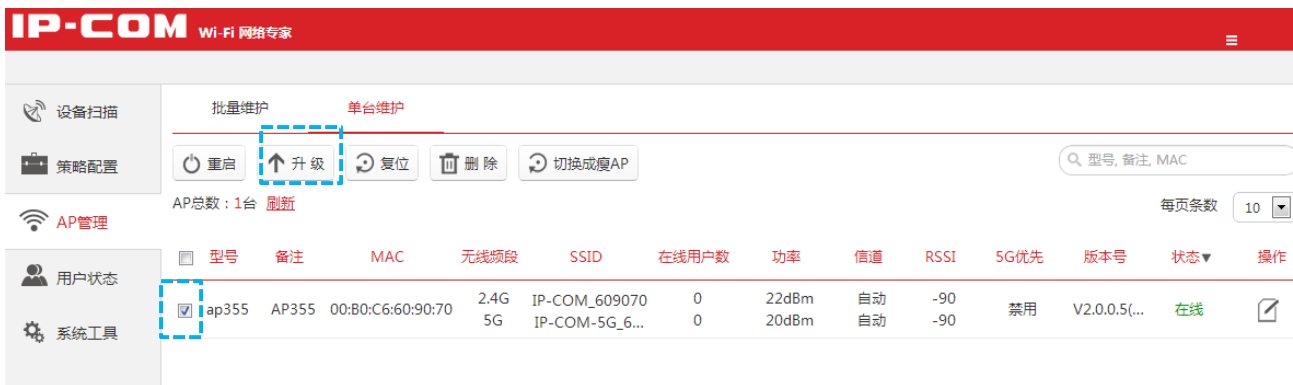 IP-COM Wi-Fi 网络专家
设备扫描
策略配置
AP管理
用户状态
系统工具
批量维护 单台维护
重启 升级 复位 删除 切换成瘦AP 型号, 备注, MAC
AP总数：1台 刷新 每页条数 10
型号 备注 MAC 无线频段 SSID 在线用户数 功率 信道 RSSI 5G优先 版本号 状态▼ 操作
ap355 AP355 00:B0:C6:60:90:70 2.4G IP-COM_609070 0 22dBm 自动 -90 禁用 V2.0.0.5(... 在线
5G IP-COM-5G_6... 0 20dBm 自动 -90